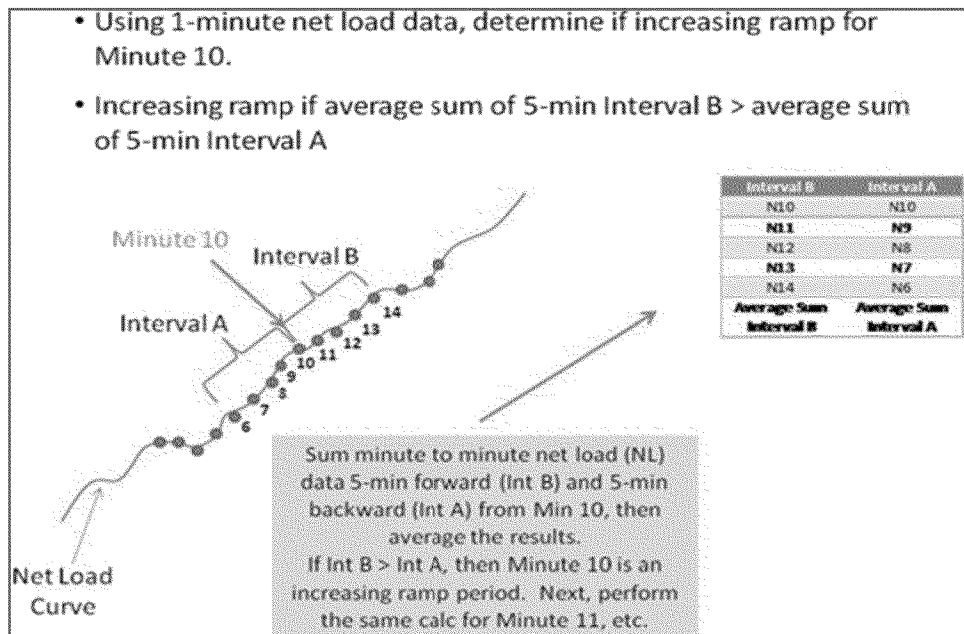 • Using 1-minute net load data, determine if increasing ramp for
Minute 10.
• Increasing ramp if average sum of 5-min Interval B > average sum
of 5-min Interval A
Interval B Interval A
N10 N10
N11 N9
N12 N8
N13 N7
N14 N6
Average Sum Average Sum
Interval B Interval A
Minute 10
Interval B
Interval A
14
13
12
11
10
9
8
7
6
Sum minute to minute net load (NL)
data 5-min forward (Int B) and 5-min
backward (Int A) from Min 10, then
average the results.
If Int B > Int A, then Minute 10 is an
increasing ramp period. Next, perform
the same calc for Minute 11, etc.
Net Load
Curve